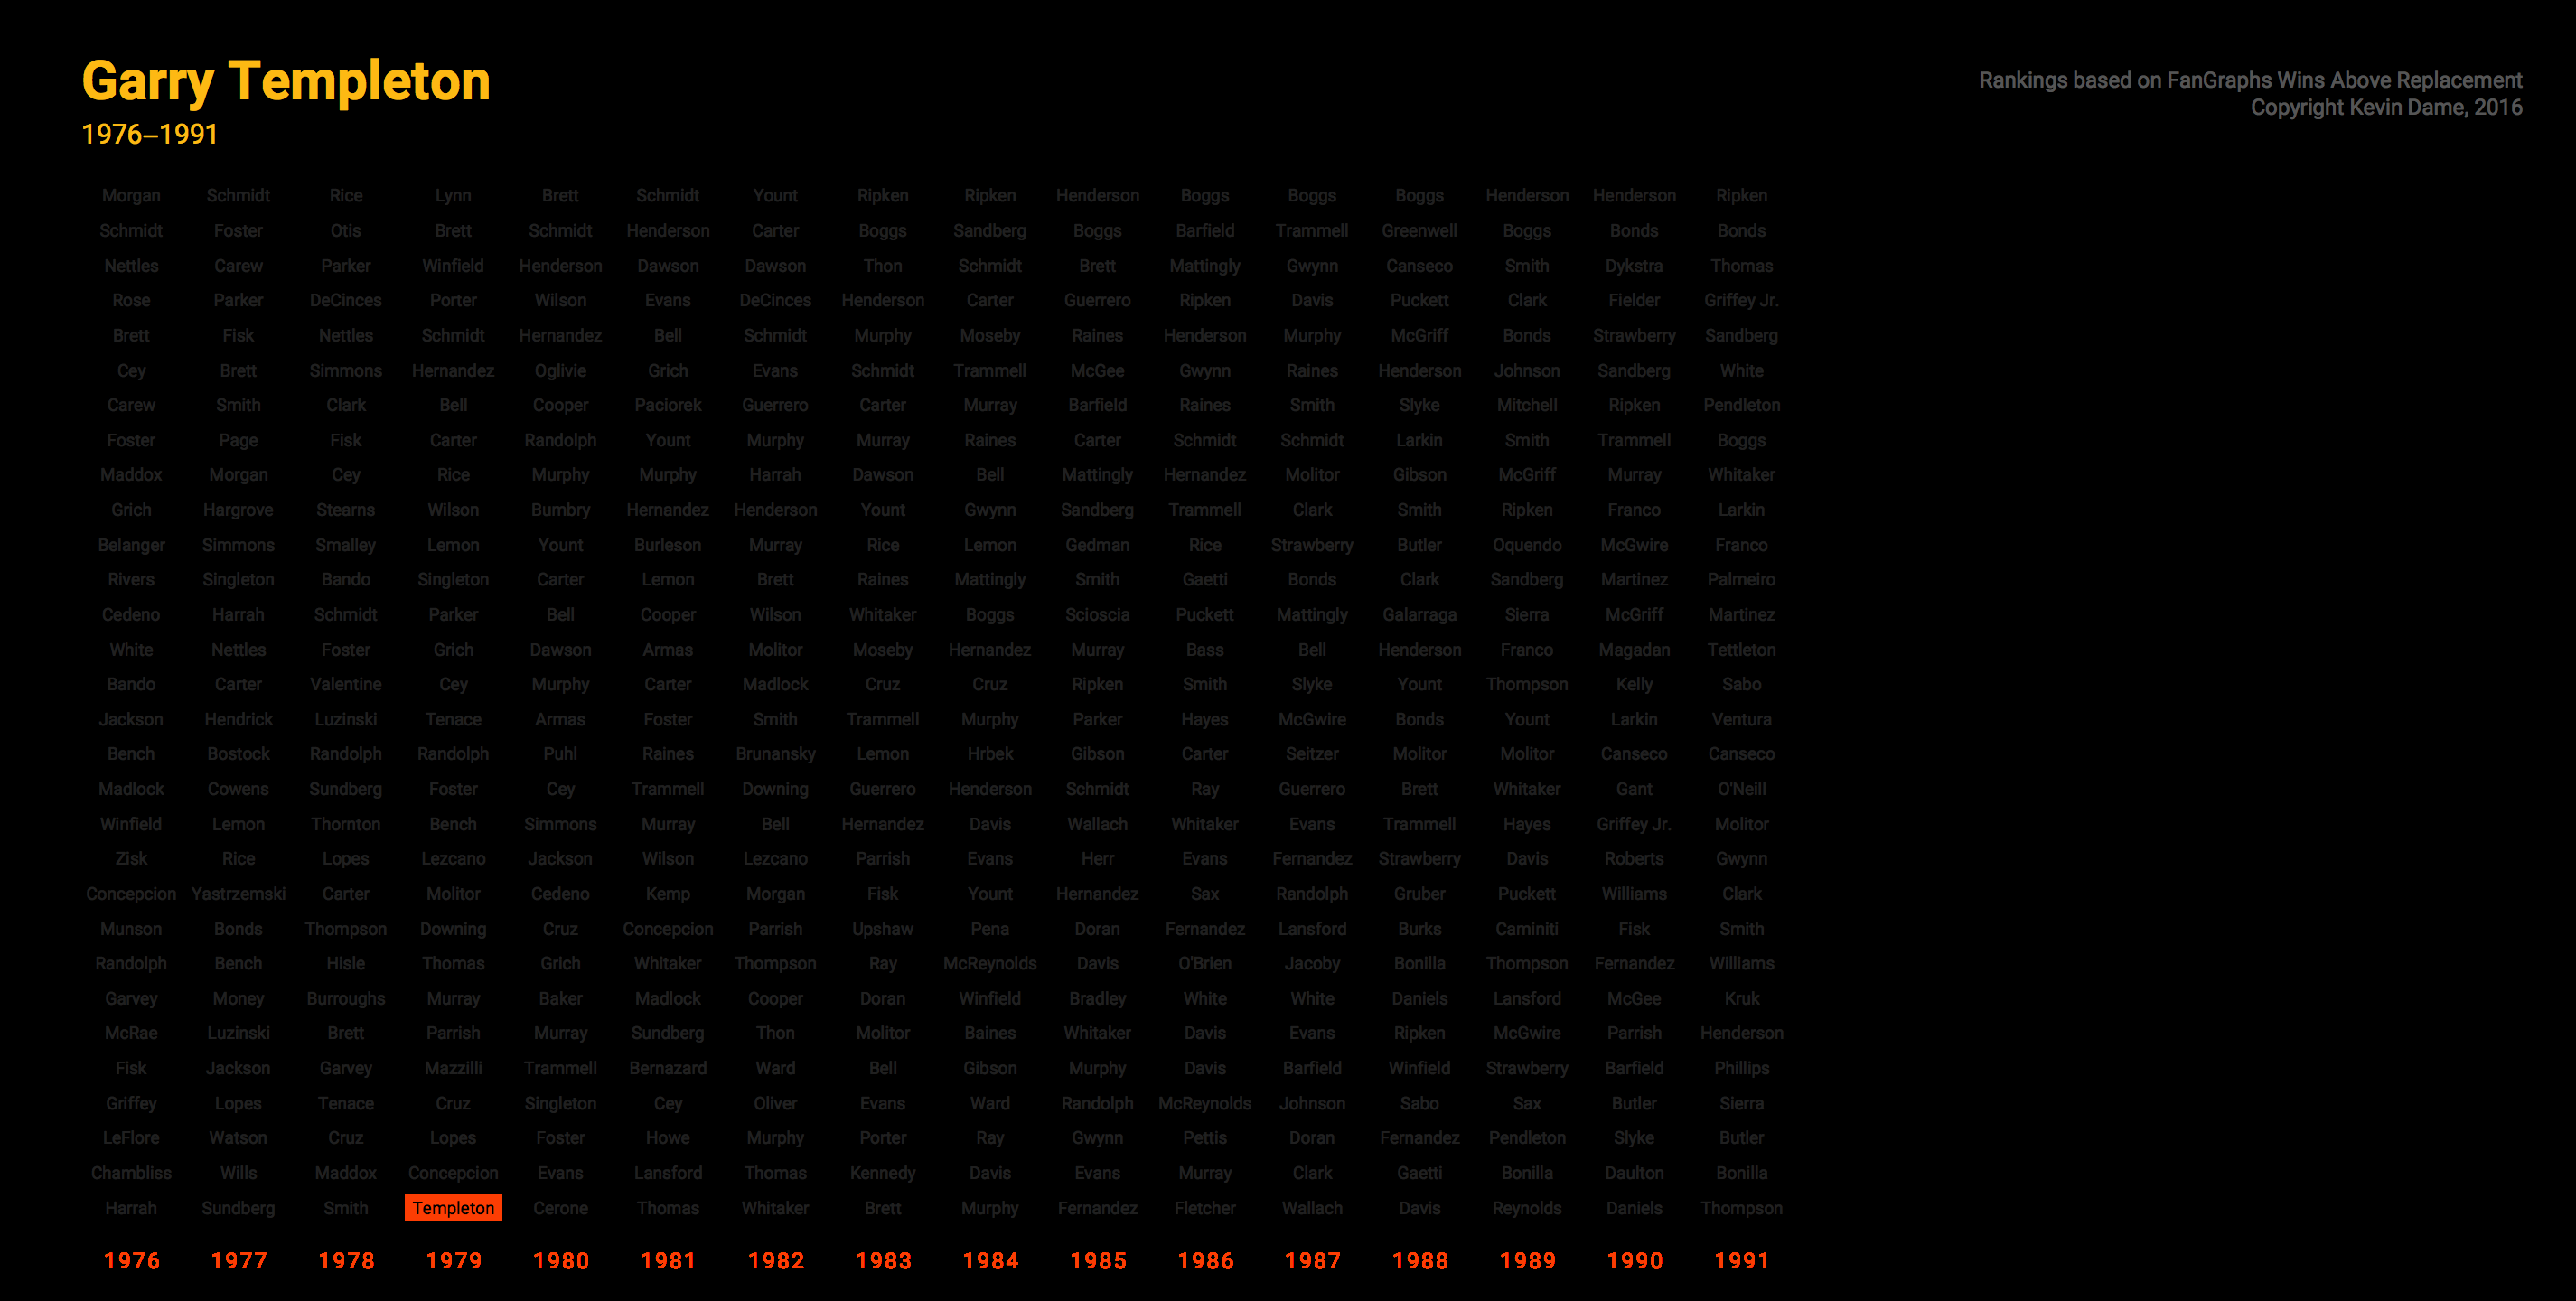 Garry Templeton
1976–1991
Rankings based on FanGraphs Wins Above Replacement
Copyright Kevin Dame, 2016
Morgan Schmidt Rice Lynn Brett Schmidt Yount Ripken Ripken Henderson Boggs Boggs Boggs Henderson Henderson Ripken
Schmidt Foster Otis Brett Schmidt Henderson Carter Boggs Sandberg Boggs Barfield Trammell Greenwell Boggs Bonds Bonds
Nettles Carew Parker Winfield Henderson Dawson Dawson Thon Schmidt Brett Mattingly Gwynn Canseco Smith Dykstra Thomas
Rose Parker DeCinces Porter Wilson Evans DeCinces Henderson Carter Guerrero Ripken Davis Puckett Clark Fielder Griffey Jr.
Brett Fisk Nettles Schmidt Hernandez Bell Schmidt Murphy Moseby Raines Henderson Murphy McGriff Bonds Strawberry Sandberg
Cey Brett Simmons Hernandez Oglivie Grich Evans Schmidt Trammell McGee Gwynn Raines Henderson Johnson Sandberg White
Carew Smith Clark Bell Cooper Paciorek Guerrero Carter Murray Barfield Raines Smith Slyke Mitchell Ripken Pendleton
Foster Page Fisk Carter Randolph Yount Murphy Murray Raines Carter Schmidt Schmidt Larkin Smith Trammell Boggs
Maddox Morgan Cey Rice Murphy Murphy Harrah Dawson Bell Mattingly Hernandez Molitor Gibson McGriff Murray Whitaker
Grich Hargrove Stearns Wilson Bumbry Hernandez Henderson Yount Gwynn Sandberg Trammell Clark Smith Ripken Franco Larkin
Belanger Simmons Smalley Lemon Yount Burleson Murray Rice Lemon Gedman Rice Strawberry Butler Oquendo McGwire Franco
Rivers Singleton Bando Singleton Carter Lemon Brett Raines Mattingly Smith Gaetti Bonds Clark Sandberg Martinez Palmeiro
Cedeno Harrah Schmidt Parker Bell Cooper Wilson Whitaker Boggs Scioscia Puckett Mattingly Galarraga Sierra McGriff Martinez
White Nettles Foster Grich Dawson Armas Molitor Moseby Hernandez Murray Bass Bell Henderson Franco Magadan Tettleton
Bando Carter Valentine Cey Murphy Carter Madlock Cruz Cruz Ripken Smith Slyke Yount Thompson Kelly Sabo
Jackson Hendrick Luzinski Tenace Armas Foster Smith Trammell Murphy Parker Hayes McGwire Bonds Yount Larkin Ventura
Bench Bostock Randolph Randolph Puhl Raines Brunansky Lemon Hrbek Gibson Carter Seitzer Molitor Molitor Canseco Canseco
Madlock Cowens Sundberg Foster Cey Trammell Downing Guerrero Henderson Schmidt Ray Guerrero Brett Whitaker Gant O'Neill
Winfield Lemon Thornton Bench Simmons Murray Bell Hernandez Davis Wallach Whitaker Evans Trammell Hayes Griffey Jr. Molitor
Zisk Rice Lopes Lezcano Jackson Wilson Lezcano Parrish Evans Herr Evans Fernandez Strawberry Davis Roberts Gwynn
Concepcion Yastrzemski Carter Molitor Cedeno Kemp Morgan Fisk Yount Hernandez Sax Randolph Gruber Puckett Williams Clark
Munson Bonds Thompson Downing Cruz Concepcion Parrish Upshaw Pena Doran Fernandez Lansford Burks Caminiti Fisk Smith
Randolph Bench Hisle Thomas Grich Whitaker Thompson Ray McReynolds Davis O'Brien Jacoby Bonilla Thompson Fernandez Williams
Garvey Money Burroughs Murray Baker Madlock Cooper Doran Winfield Bradley White White Daniels Lansford McGee Kruk
McRae Luzinski Brett Parrish Murray Sundberg Thon Molitor Baines Whitaker Davis Evans Ripken McGwire Parrish Henderson
Fisk Jackson Garvey Mazzilli Trammell Bernazard Ward Bell Gibson Murphy Davis Barfield Winfield Strawberry Barfield Phillips
Griffey Lopes Tenace Cruz Singleton Cey Oliver Evans Ward Randolph McReynolds Johnson Sabo Sax Butler Sierra
LeFlore Watson Cruz Lopes Foster Howe Murphy Porter Ray Gwynn Pettis Doran Fernandez Pendleton Slyke Butler
Chambliss Wills Maddox Concepcion Evans Lansford Thomas Kennedy Davis Evans Murray Clark Gaetti Bonilla Daulton Bonilla
Harrah Sundberg Smith Templeton Cerone Thomas Whitaker Brett Murphy Fernandez Fletcher Wallach Davis Reynolds Daniels Thompson
1976 1977 1978 1979 1980 1981 1982 1983 1984 1985 1986 1987 1988 1989 1990 1991